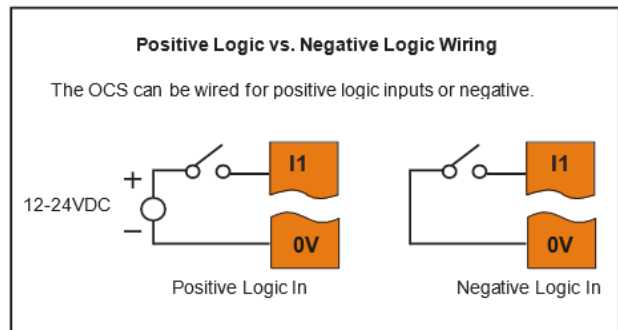 Positive Logic vs. Negative Logic Wiring
The OCS can be wired for positive logic inputs or negative.
I1
I1
+
12-24VDC
–
0V
0V
Positive Logic In
Negative Logic In